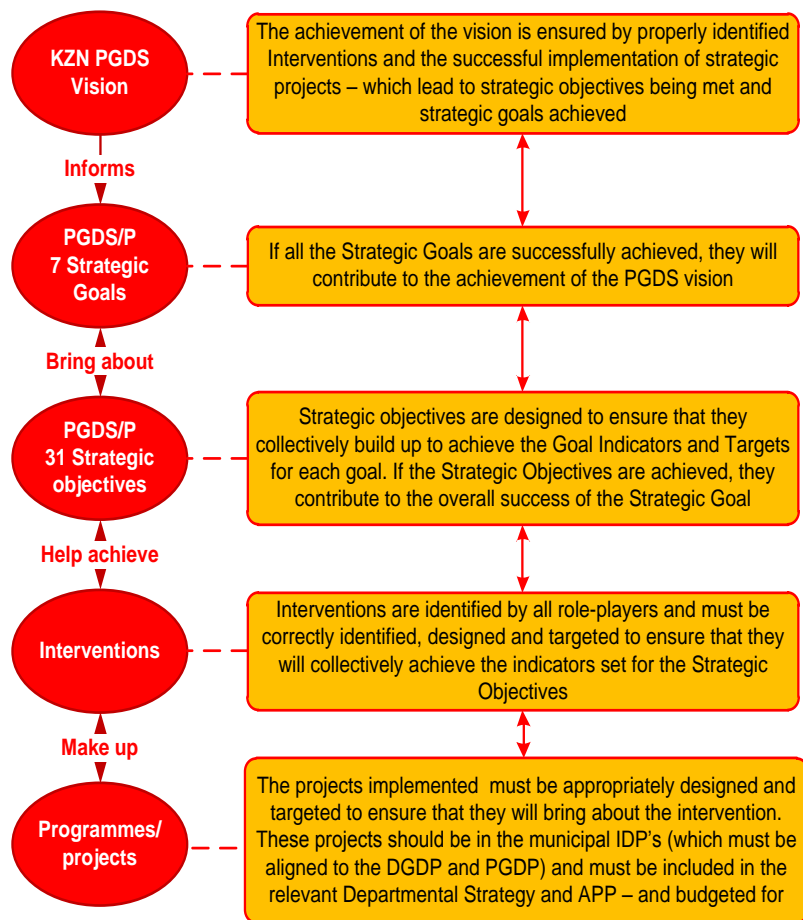 KZN PGDS
Vision
The achievement of the vision is ensured by properly identified
Interventions and the successful implementation of strategic
projects – which lead to strategic objectives being met and
strategic goals achieved
Informs
PGDS/P
7 Strategic
Goals
If all the Strategic Goals are successfully achieved, they will
contribute to the achievement of the PGDS vision
Bring about
PGDS/P
31 Strategic
objectives
Strategic objectives are designed to ensure that they
collectively build up to achieve the Goal Indicators and Targets
for each goal. If the Strategic Objectives are achieved, they
contribute to the overall success of the Strategic Goal
Help achieve
Interventions
Interventions are identified by all role-players and must be
correctly identified, designed and targeted to ensure that they
will collectively achieve the indicators set for the Strategic
Objectives
Make up
Programmes/
projects
The projects implemented must be appropriately designed and
targeted to ensure that they will bring about the intervention.
These projects should be in the municipal IDP's (which must be
aligned to the DGDP and PGDP) and must be included in the
relevant Departmental Strategy and APP – and budgeted for